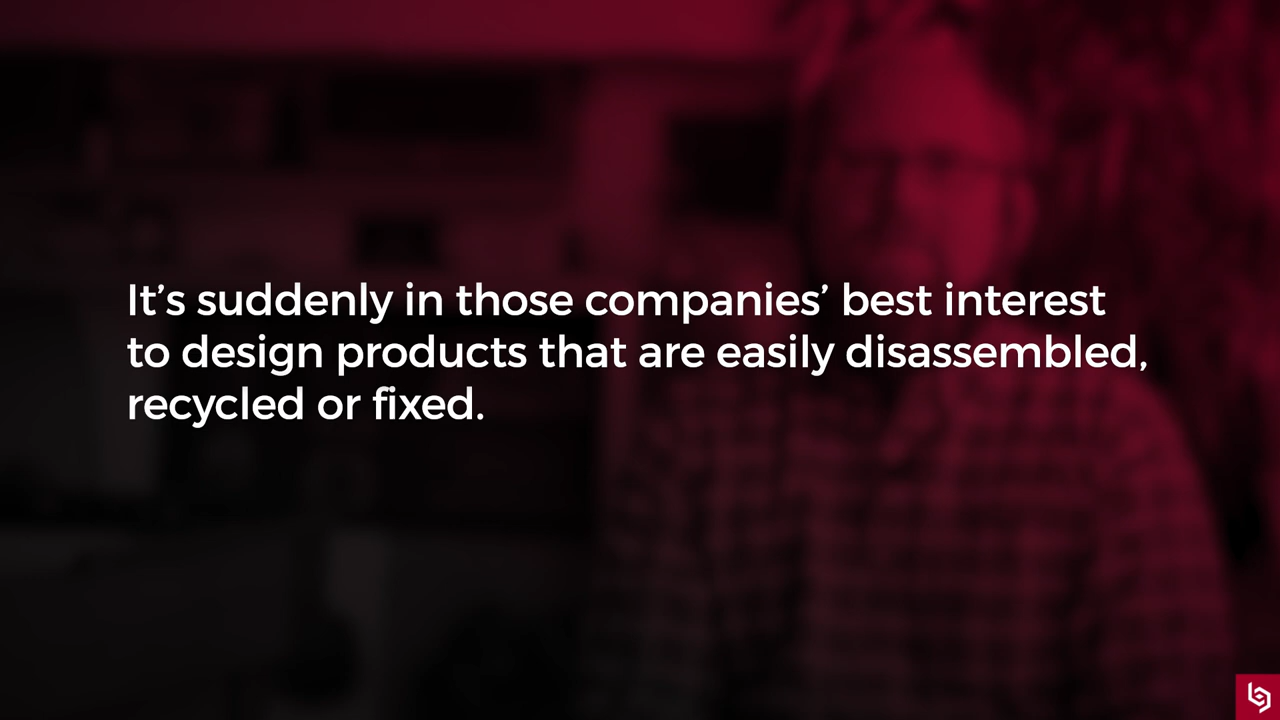 It’s suddenly in those companies’ best interest
to design products that are easily disassembled,
recycled or fixed.